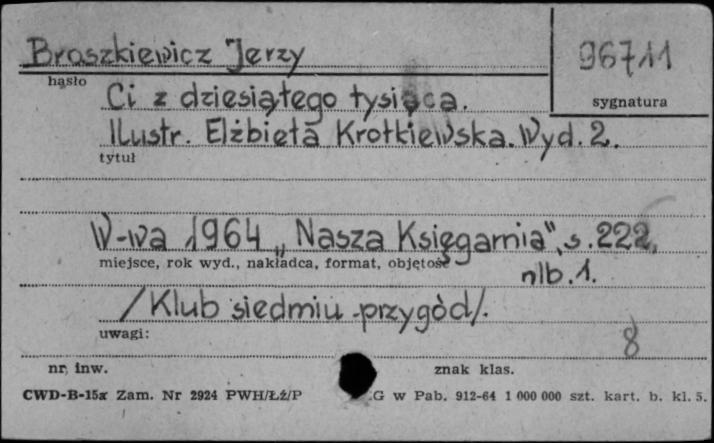 Broszkiewicz Jerzy
96711
hasło
sygnatura
Ci z dziesiątego tysiąca.
Ilustr. Elżbieta Krotkiewska. Wyd. 2.
tytuł
W-wa 1964 „Nasza Księgarnia", s. 222,
miejsce, rok wyd., nakładca, format, objętość
nlb. 1.
/Klub siedmiu przygód/.
uwagi:
8
nr. inw.
znak klas.
CWD-B-15a Zam. Nr 2924 PWH/Łż/P G w Pab. 912-64 1 000 000 szt. kart. b. kl. 5.